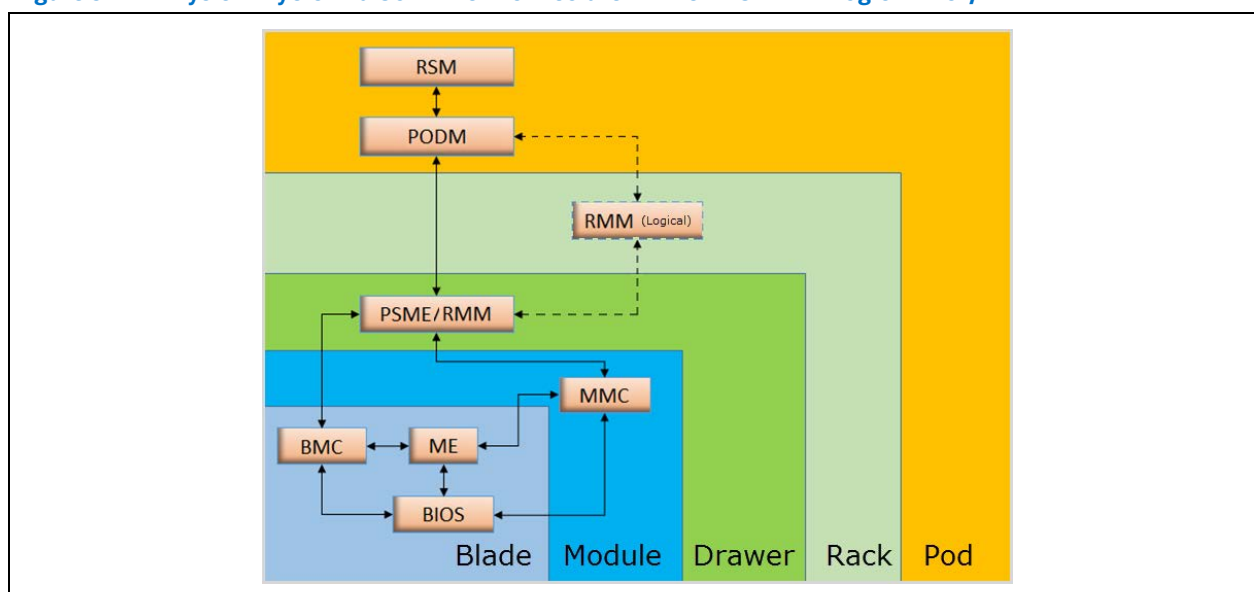 RSM
PODM
RMM (Logical)
PSME/RMM
MMC
BMC
ME
BIOS
Blade
Module
Drawer
Rack
Pod